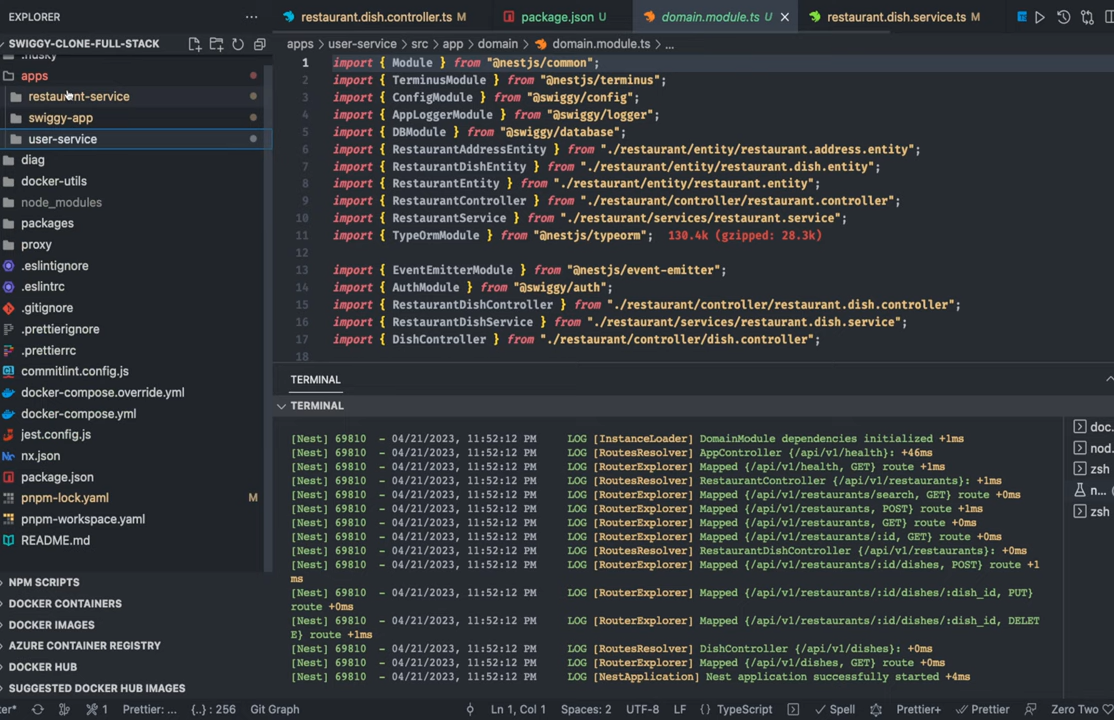 EXPLORER
···
restaurant.dish.controller.ts M
package.json U
domain.module.ts U
restaurant.dish.service.ts M
SWIGGY-CLONE-FULL-STACK
.husky
apps
restaurant-service
swiggy-app
user-service
diag
docker-utils
node_modules
packages
proxy
.eslintignore
.eslintrc
.gitignore
.prettierignore
.prettierrc
commitlint.config.js
docker-compose.override.yml
docker-compose.yml
jest.config.js
nx.json
package.json
pnpm-lock.yaml M
pnpm-workspace.yaml
README.md
NPM SCRIPTS
DOCKER CONTAINERS
DOCKER IMAGES
AZURE CONTAINER REGISTRY
DOCKER HUB
SUGGESTED DOCKER HUB IMAGES
apps > user-service > src > app > domain > domain.module.ts > ...
1 import { Module } from "@nestjs/common";
2 import { TerminusModule } from "@nestjs/terminus";
3 import { ConfigModule } from "@swiggy/config";
4 import { AppLoggerModule } from "@swiggy/logger";
5 import { DBModule } from "@swiggy/database";
6 import { RestaurantAddressEntity } from "./restaurant/entity/restaurant.address.entity";
7 import { RestaurantDishEntity } from "./restaurant/entity/restaurant.dish.entity";
8 import { RestaurantEntity } from "./restaurant/entity/restaurant.entity";
9 import { RestaurantController } from "./restaurant/controller/restaurant.controller";
10 import { RestaurantService } from "./restaurant/services/restaurant.service";
11 import { TypeOrmModule } from "@nestjs/typeorm"; 130.4k (gzipped: 28.3k)
12
13 import { EventEmitterModule } from "@nestjs/event-emitter";
14 import { AuthModule } from "@swiggy/auth";
15 import { RestaurantDishController } from "./restaurant/controller/restaurant.dish.controller";
16 import { RestaurantDishService } from "./restaurant/services/restaurant.dish.service";
17 import { DishController } from "./restaurant/controller/dish.controller";
18
TERMINAL
TERMINAL
[Nest] 69810 - 04/21/2023, 11:52:12 PM LOG [InstanceLoader] DomainModule dependencies initialized +1ms
[Nest] 69810 - 04/21/2023, 11:52:12 PM LOG [RoutesResolver] AppController {/api/v1/health}: +46ms
[Nest] 69810 - 04/21/2023, 11:52:12 PM LOG [RouterExplorer] Mapped {/api/v1/health, GET} route +1ms
[Nest] 69810 - 04/21/2023, 11:52:12 PM LOG [RoutesResolver] RestaurantController {/api/v1/restaurants}: +1ms
[Nest] 69810 - 04/21/2023, 11:52:12 PM LOG [RouterExplorer] Mapped {/api/v1/restaurants/search, GET} route +0ms
[Nest] 69810 - 04/21/2023, 11:52:12 PM LOG [RouterExplorer] Mapped {/api/v1/restaurants, POST} route +1ms
[Nest] 69810 - 04/21/2023, 11:52:12 PM LOG [RouterExplorer] Mapped {/api/v1/restaurants, GET} route +0ms
[Nest] 69810 - 04/21/2023, 11:52:12 PM LOG [RouterExplorer] Mapped {/api/v1/restaurants/:id, GET} route +0ms
[Nest] 69810 - 04/21/2023, 11:52:12 PM LOG [RoutesResolver] RestaurantDishController {/api/v1/restaurants}: +0ms
[Nest] 69810 - 04/21/2023, 11:52:12 PM LOG [RouterExplorer] Mapped {/api/v1/restaurants/:id/dishes, POST} route +1
ms
[Nest] 69810 - 04/21/2023, 11:52:12 PM LOG [RouterExplorer] Mapped {/api/v1/restaurants/:id/dishes/:dish_id, PUT}
route +0ms
[Nest] 69810 - 04/21/2023, 11:52:12 PM LOG [RouterExplorer] Mapped {/api/v1/restaurants/:id/dishes/:dish_id, DELET
E} route +1ms
[Nest] 69810 - 04/21/2023, 11:52:12 PM LOG [RoutesResolver] DishController {/api/v1/dishes}: +0ms
[Nest] 69810 - 04/21/2023, 11:52:12 PM LOG [RouterExplorer] Mapped {/api/v1/dishes, GET} route +0ms
[Nest] 69810 - 04/21/2023, 11:52:12 PM LOG [NestApplication] Nest application successfully started +4ms
doc.
nod.
zsh
n...
zsh
ter* 1 Prettier: ... {..} : 256 Git Graph Ln 1, Col 1 Spaces: 2 UTF-8 LF { } TypeScript Spell Prettier+ Prettier Zero Two